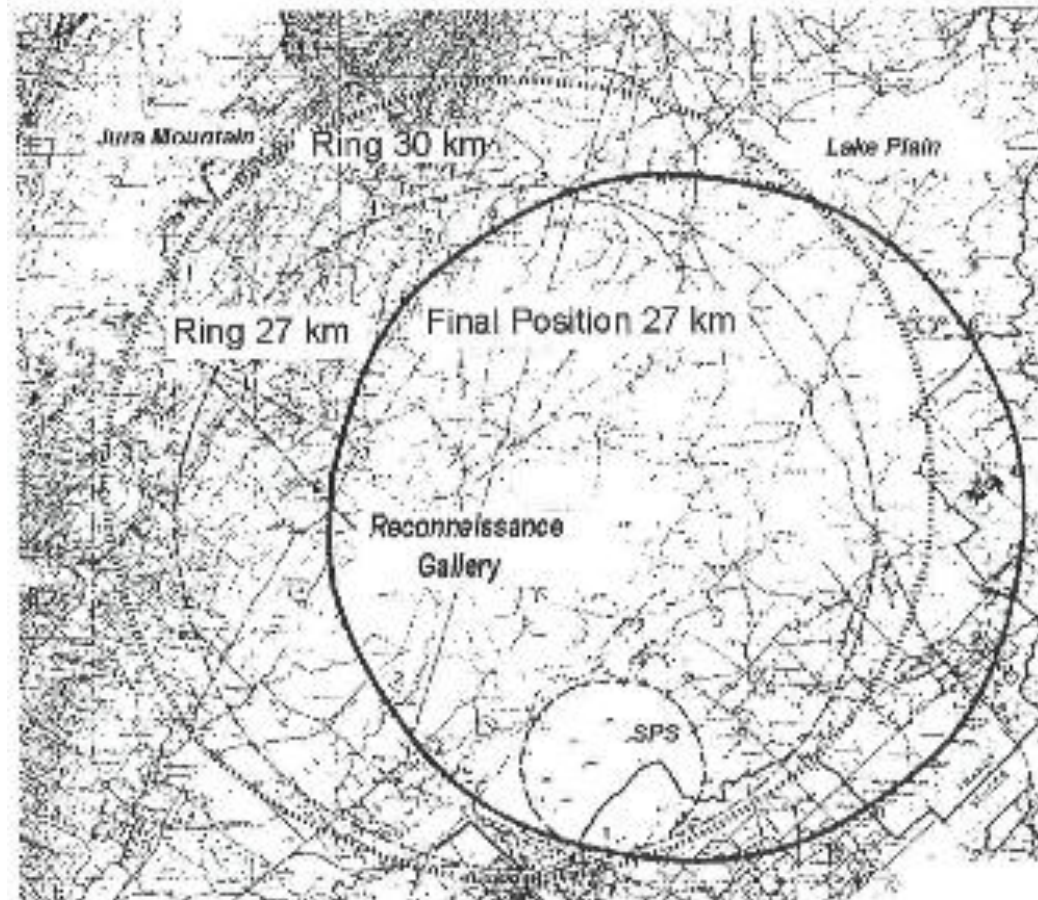 Jura Mountain
Ring 30 km
Lake Plain
Ring 27 km
Final Position 27 km
Reconnaissance
Gallery
SPS